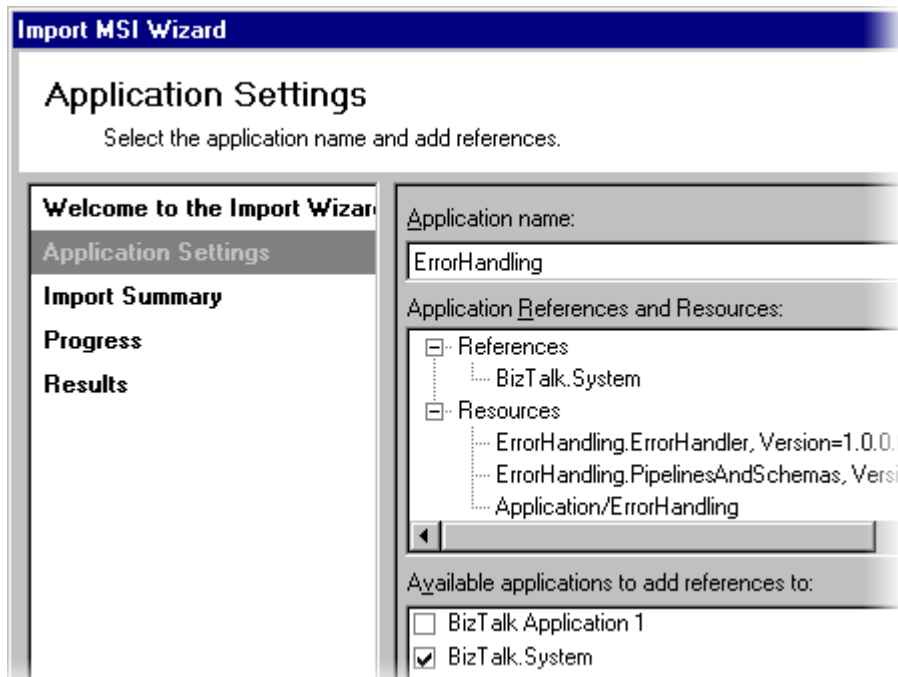 Import MSI Wizard
Application Settings
Select the application name and add references.
Welcome to the Import
Application Settings
Import Summary
Progress
Results
Application name:
ErrorHandling
Application References and Resources:
References
BizTalk.System
Resources
ErrorHandling.ErrorHandler, Version=1.0.0.
ErrorHandling.PipelinesAndSchemas,
Application/ErrorHandling
Available applications to add references to:
BizTalk Application 1
BizTalk.System